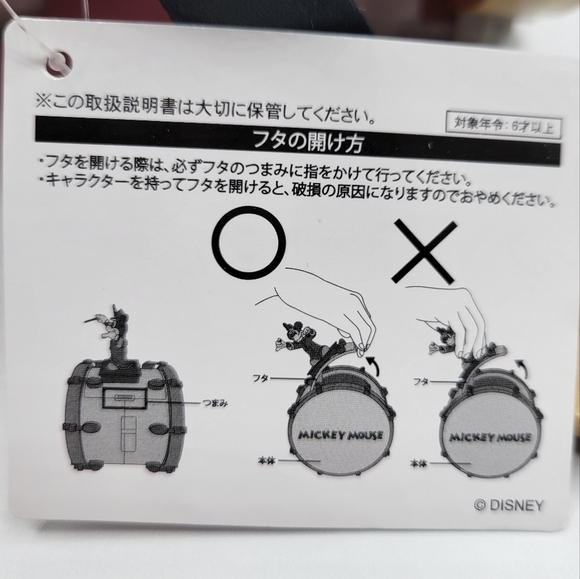 ※この取扱説明書は大切に保管してください。
対象年令:6才以上
フタの開け方
・フタを開ける際は、必ずフタのつまみに指をかけて行ってください。
・キャラクターを持ってフタを開けると、破損の原因になりますのでおやめください。
つまみ
フタ
MICKEY MOUSE
本体
フタ
MICKEY MOUSE
本体
© DISNEY